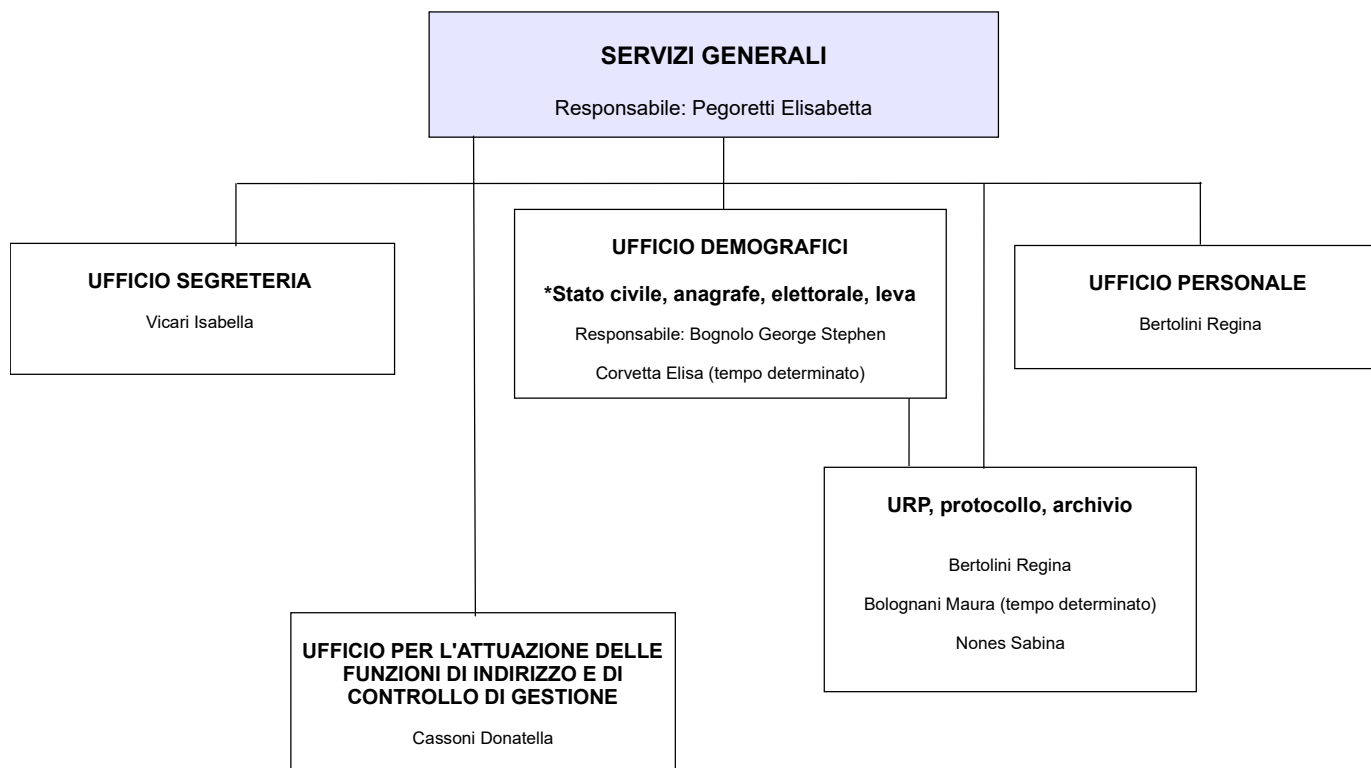 SERVIZI GENERALI
Responsabile: Pegoretti Elisabetta
UFFICIO SEGRETERIA
Vicari Isabella
UFFICIO DEMOGRAFICI
*Stato civile, anagrafe, elettorale, leva
Responsabile: Bognolo George Stephen
Corvetta Elisa (tempo determinato)
UFFICIO PERSONALE
Bertolini Regina
URP, protocollo, archivio
Bertolini Regina
Bolognani Maura (tempo determinato)
Nones Sabina
UFFICIO PER L'ATTUAZIONE DELLE
FUNZIONI DI INDIRIZZO E DI
CONTROLLO DI GESTIONE
Cassoni Donatella